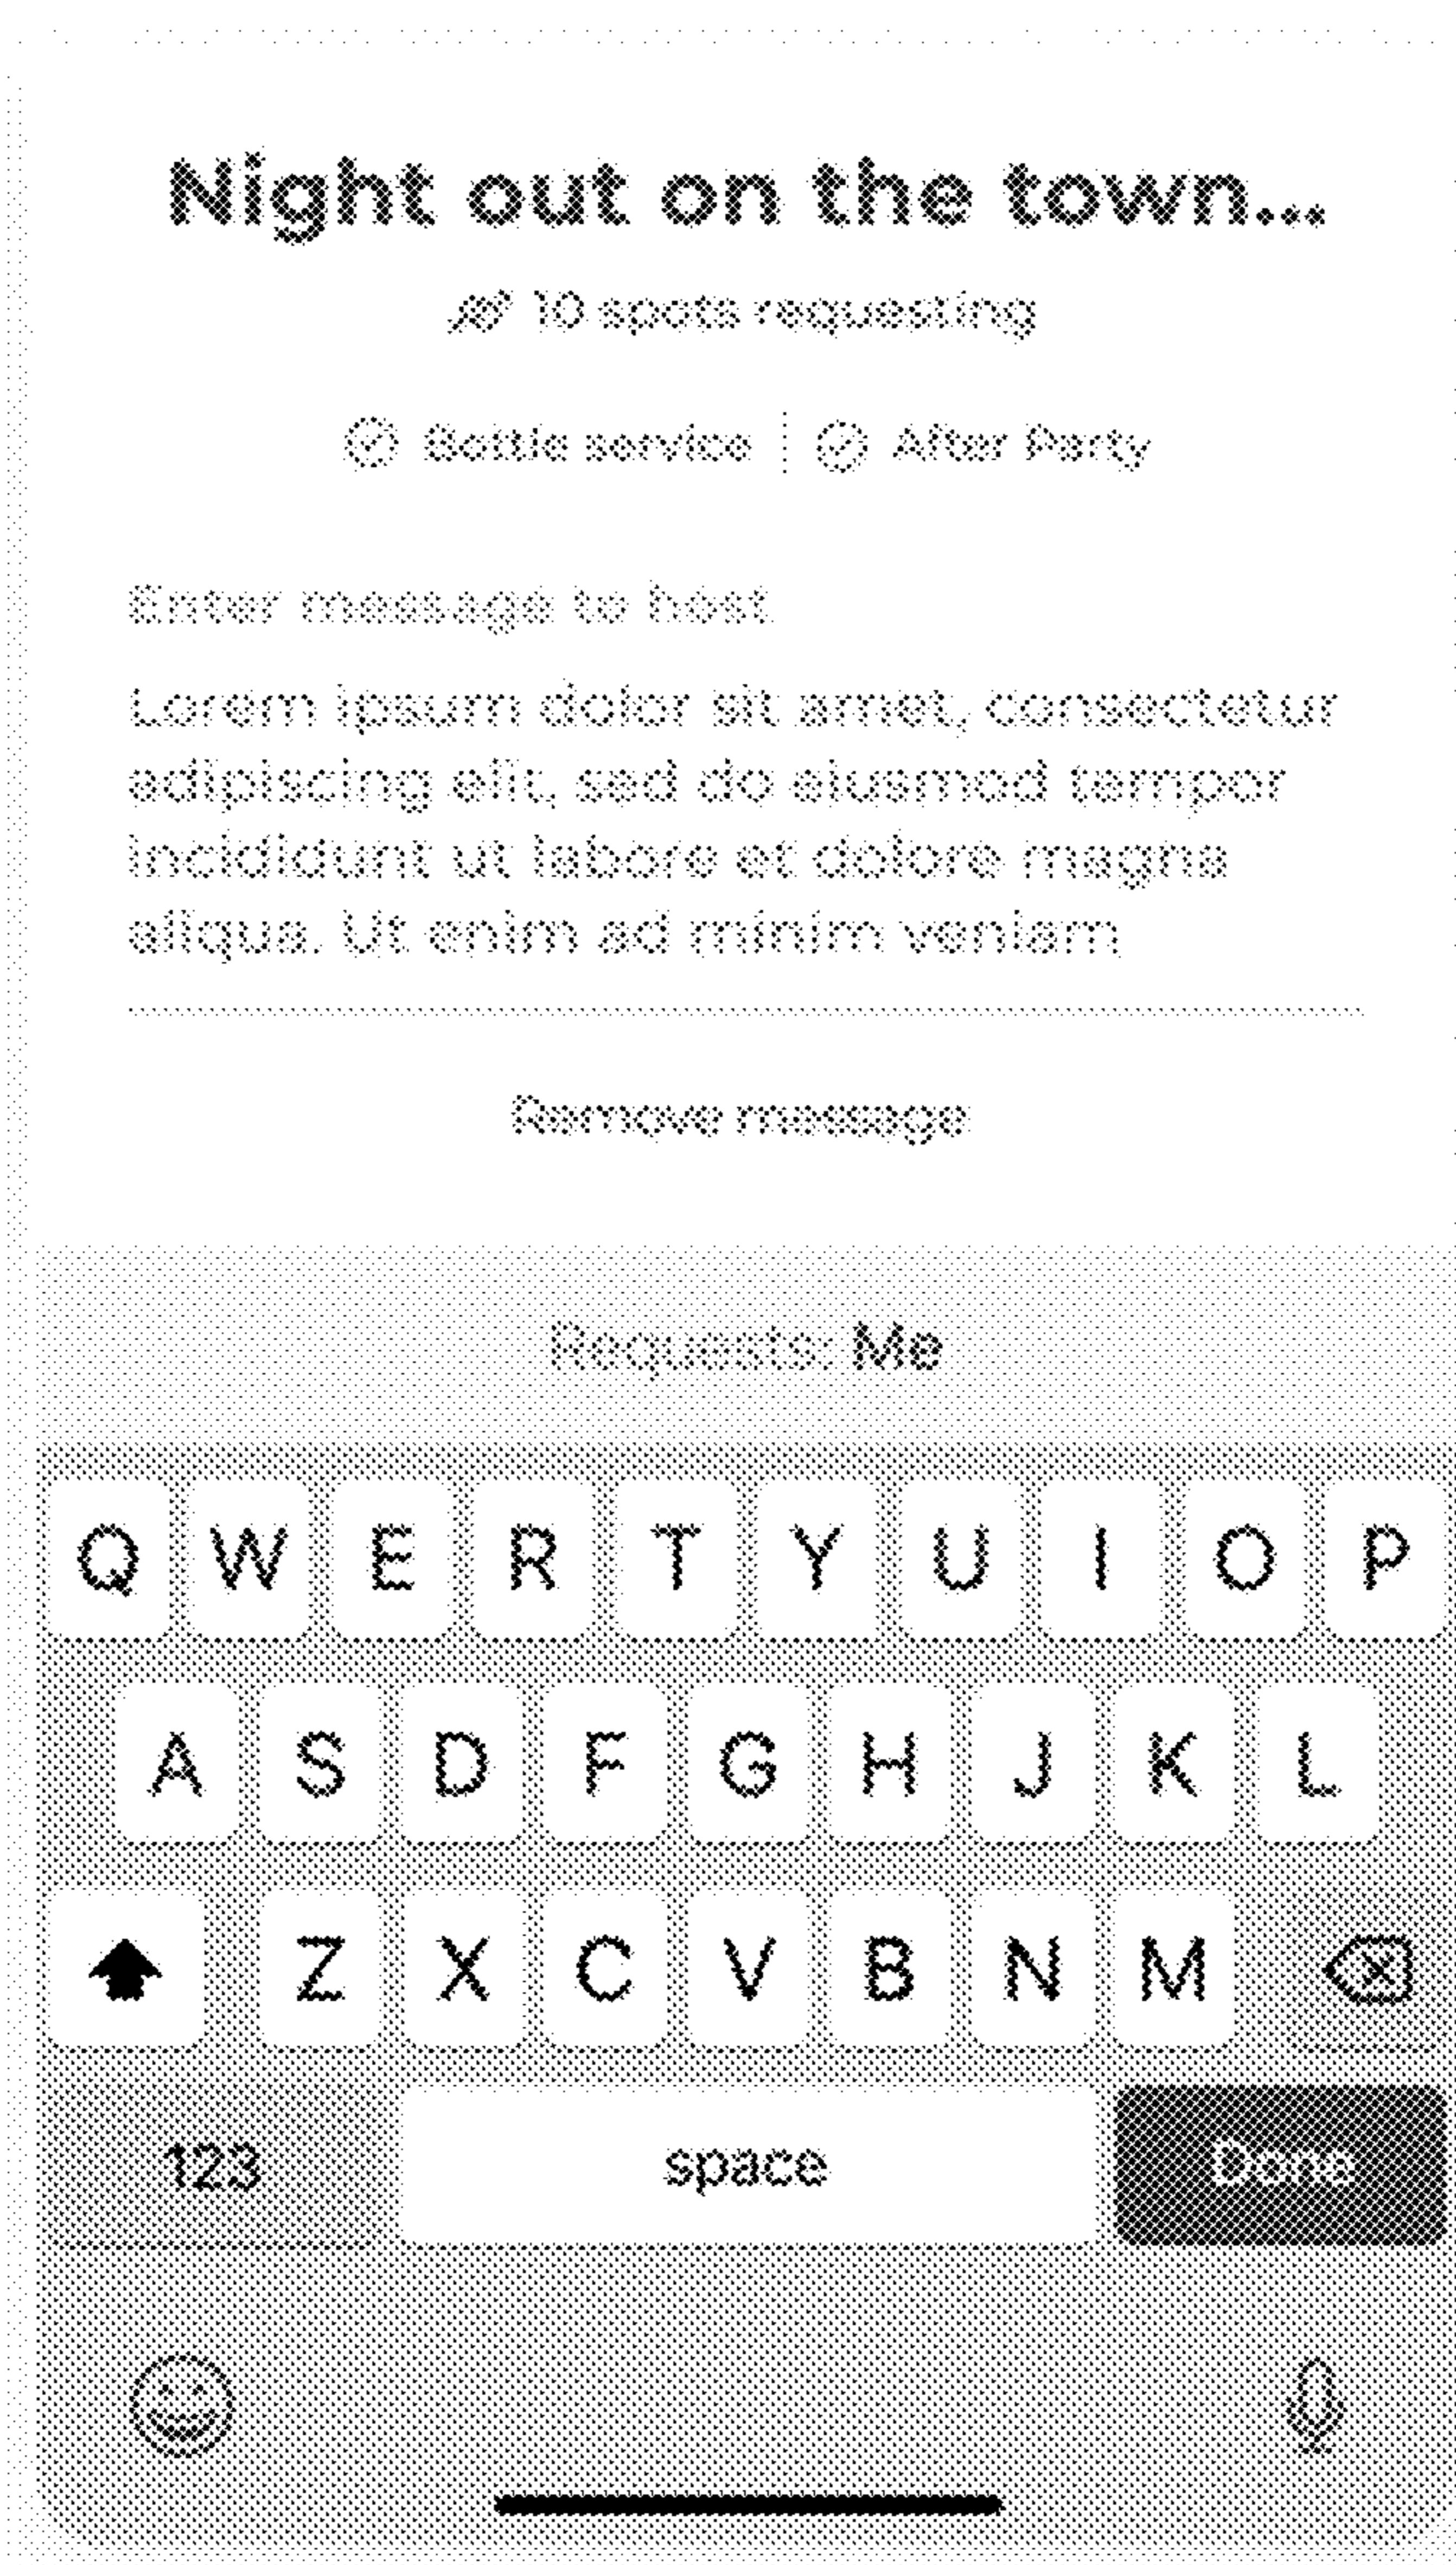 Night out on the town...
10 spots requesting
Bottle service After Party
Enter message to host
Lorem ipsum dolor sit amet, consectetur
adipiscing elit, sed do eiusmod tempor
incididunt ut labore et dolore magna
aliqua. Ut enim ad minim veniam
Remove message
Requests: Me
Q W E R T Y U I O P
A S D F G H J K L
Z X C V B N M
123 space Done